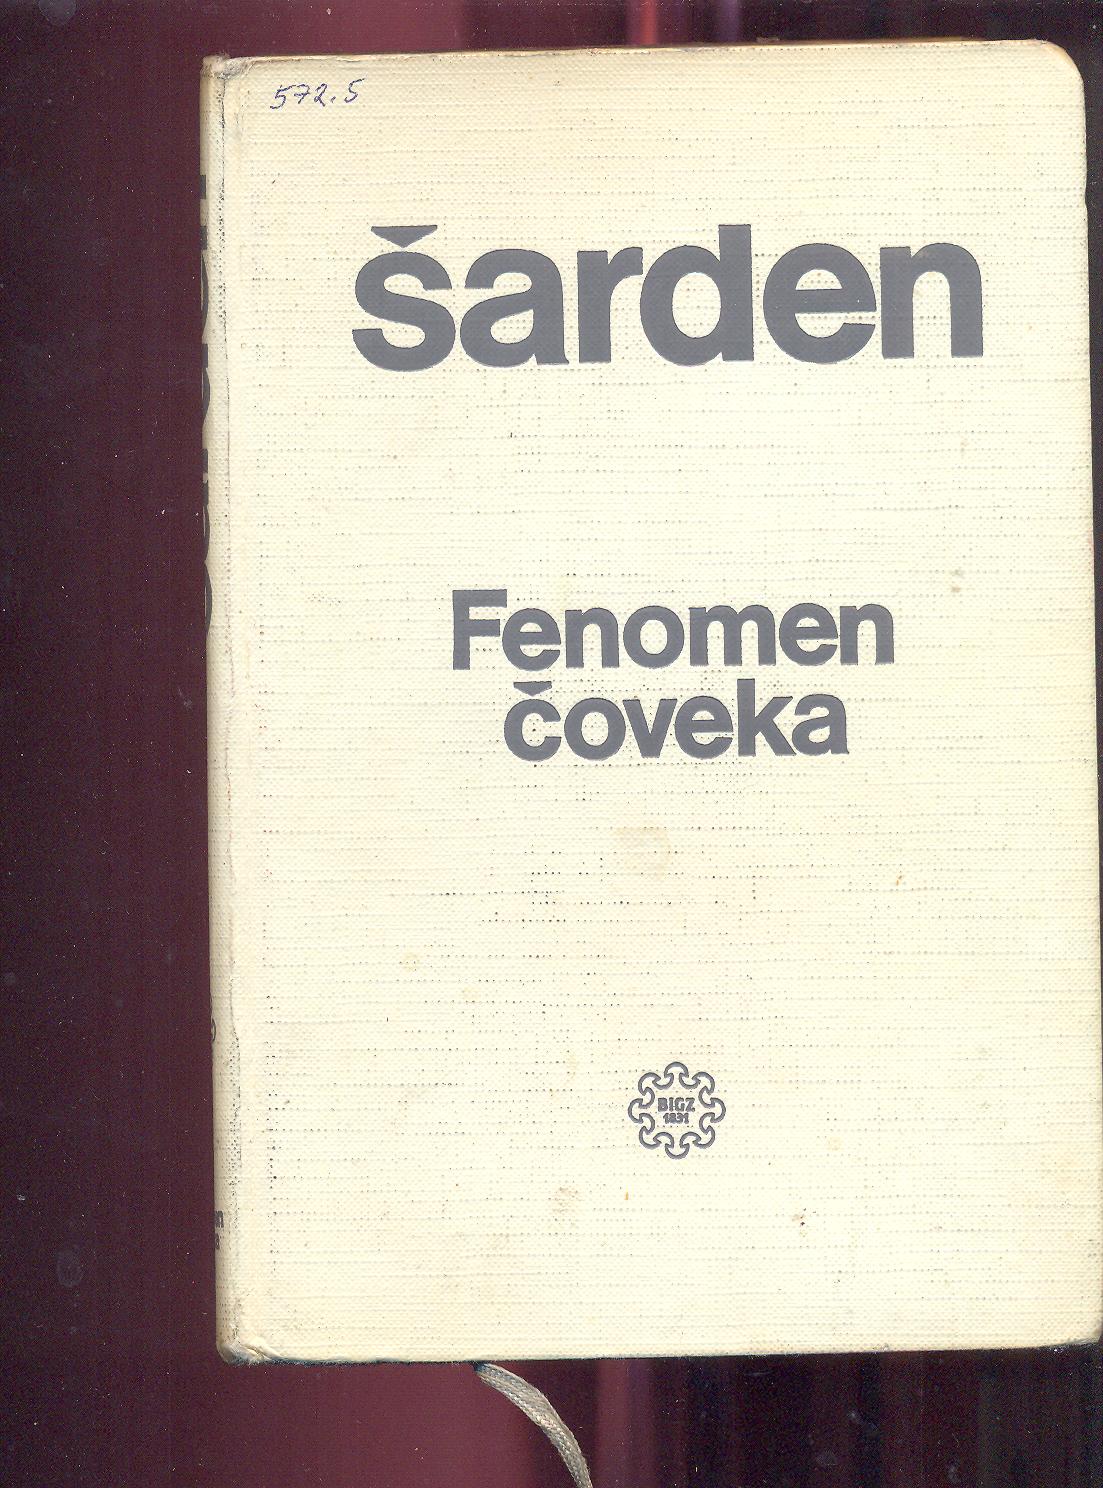 572.5
šarden
Fenomen
čoveka
BIGZ
1831